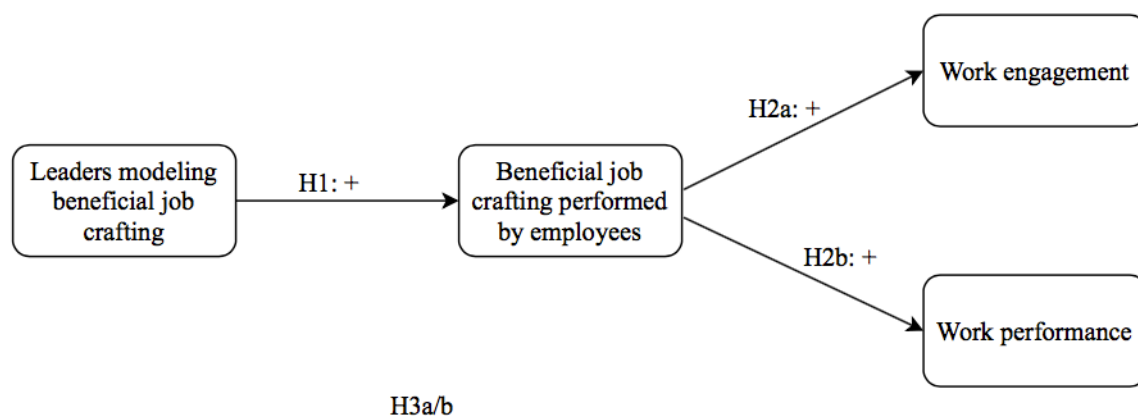 Work engagement
H2a: +
Leaders modeling
beneficial job
crafting
H1: +
Beneficial job
crafting performed
by employees
H2b: +
Work performance
H3a/b